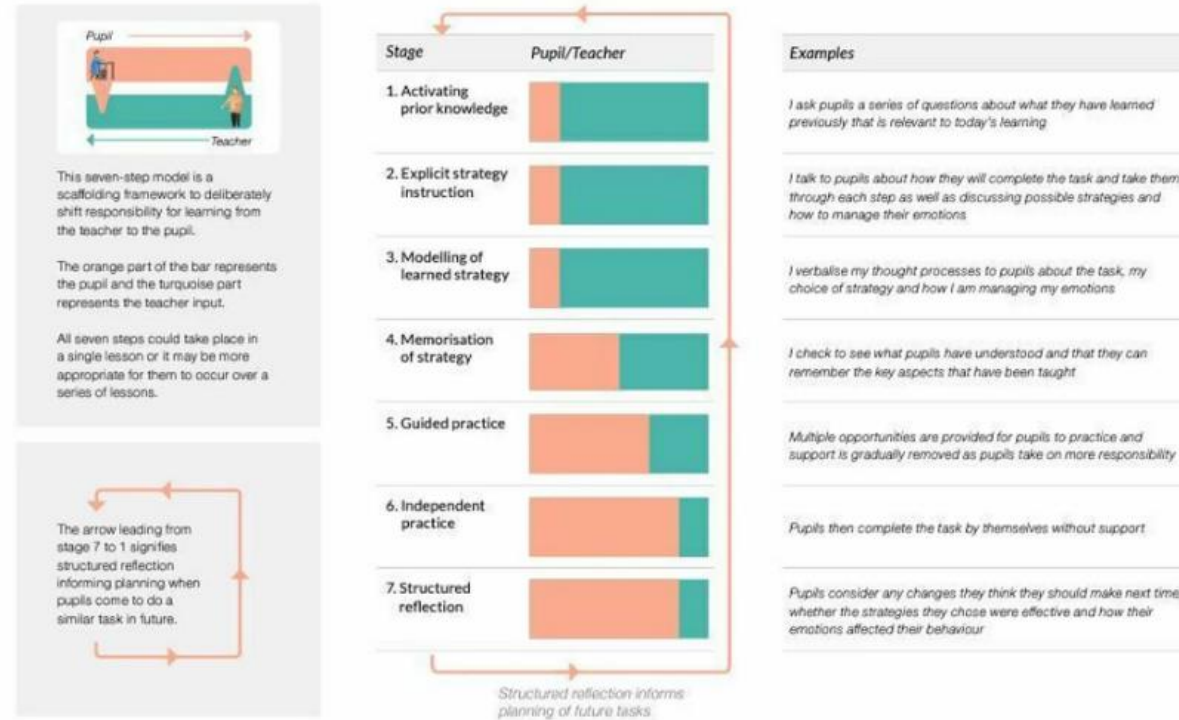 Pupil
Teacher
This seven-step model is a
scaffolding framework to deliberately
shift responsibility for learning from
the teacher to the pupil.
The orange part of the bar represents
the pupil and the turquoise part
represents the teacher input.
All seven steps could take place in
a single lesson or it may be more
appropriate for them to occur over a
series of lessons.
The arrow leading from
stage 7 to 1 signifies
structured reflection
informing planning when
pupils come to do a
similar task in future.
Stage
Pupil/Teacher
Examples
1. Activating
prior knowledge
I ask pupils a series of questions about what they have learned
previously that is relevant to today's learning
2. Explicit strategy
instruction
I talk to pupils about how they will complete the task and take them
through each step as well as discussing possible strategies and
how to manage their emotions
3. Modelling of
learned strategy
I verbalise my thought processes to pupils about the task, my
choice of strategy and how I am managing my emotions
4. Memorisation
of strategy
I check to see what pupils have understood and that they can
remember the key aspects that have been taught
5. Guided practice
Multiple opportunities are provided for pupils to practice and
support is gradually removed as pupils take on more responsibility
6. Independent
practice
Pupils then complete the task by themselves without support
7. Structured
reflection
Pupils consider any changes they think they should make next time
whether the strategies they chose were effective and how their
emotions affected their behaviour
Structured reflection informs
planning of future tasks